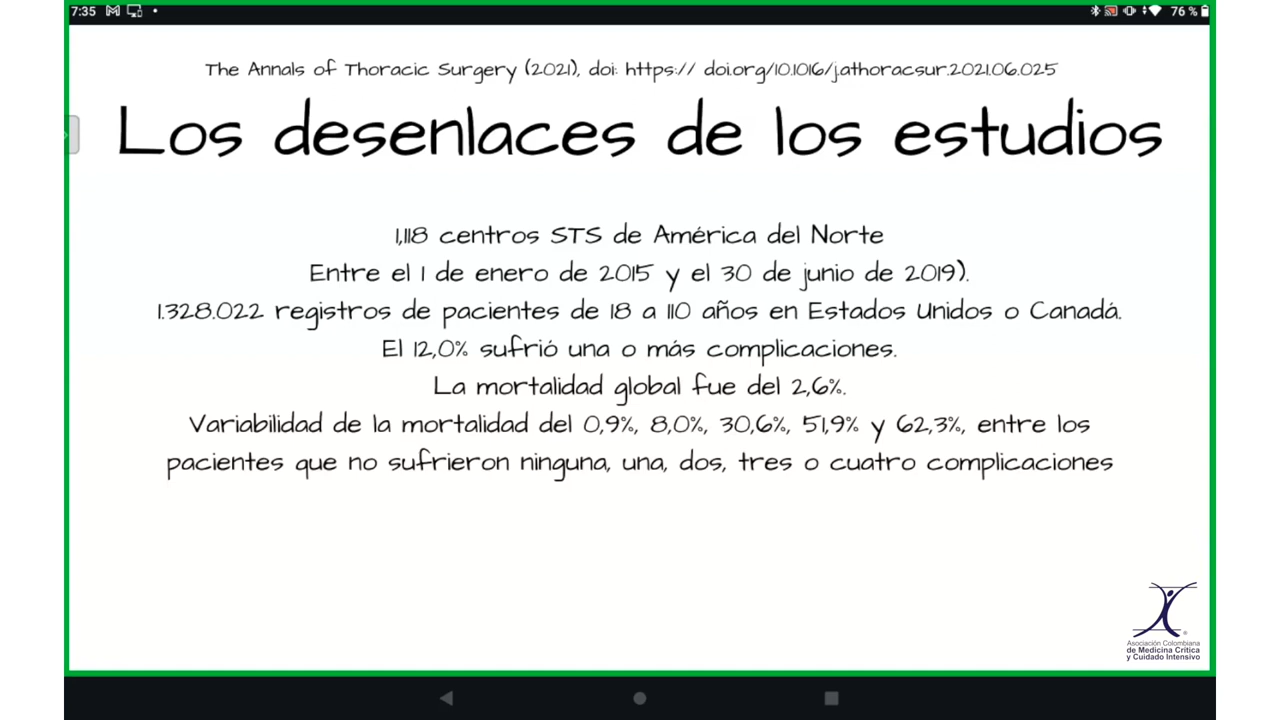 7:35
76 %
The Annals of Thoracic Surgery (2021), doi: https:// doi.org/10.1016/j.athoracsur.2021.06.025
Los desenlaces de los estudios
1,118 centros STS de América del Norte
Entre el 1 de enero de 2015 y el 30 de junio de 2019).
1.328.022 registros de pacientes de 18 a 110 años en Estados Unidos o Canadá.
El 12,0% sufrió una o más complicaciones.
La mortalidad global fue del 2,6%.
Variabilidad de la mortalidad del 0,9%, 8,0%, 30,6%, 51,9% y 62,3%, entre los
pacientes que no sufrieron ninguna, una, dos, tres o cuatro complicaciones
Asociación Colombiana
de Medicina Crítica
y Cuidado Intensivo